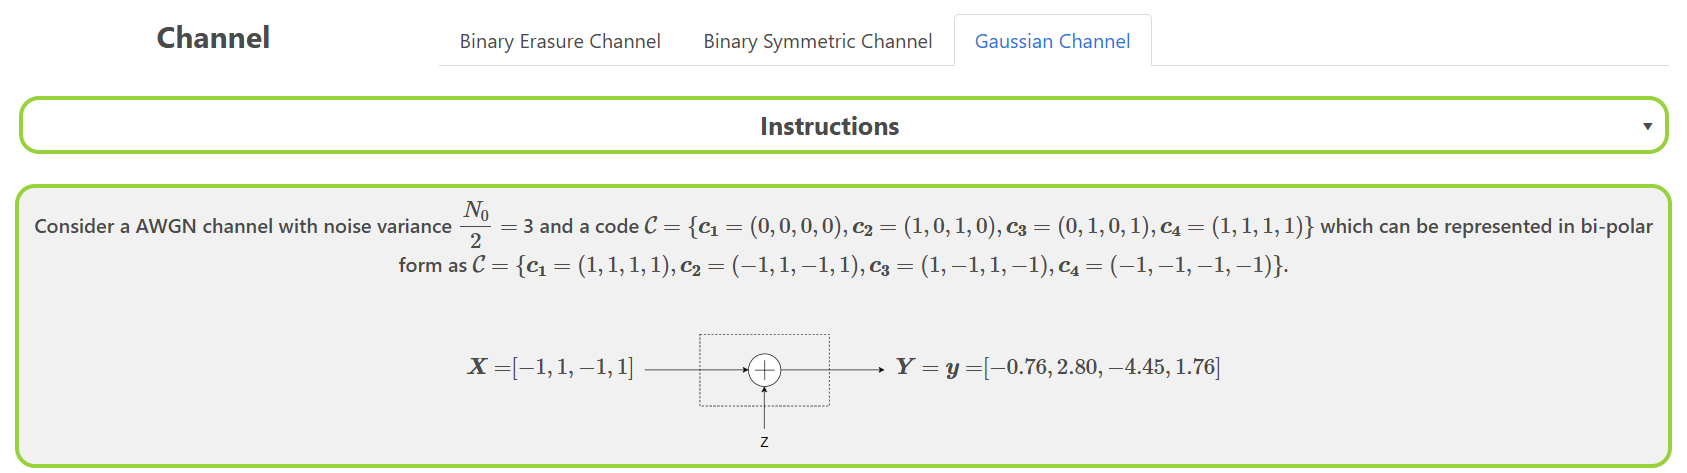 Channel Binary Erasure Channel Binary Symmetric Channel Gaussian Channel
Instructions ▼
Consider a AWGN channel with noise variance $\frac{N_0}{2}$ = 3 and a code $\mathcal{C} = \{\boldsymbol{c_1} = (0, 0, 0, 0), \boldsymbol{c_2} = (1, 0, 1, 0), \boldsymbol{c_3} = (0, 1, 0, 1), \boldsymbol{c_4} = (1, 1, 1, 1)\}$ which can be represented in bi-polar
form as $\mathcal{C} = \{\boldsymbol{c_1} = (1, 1, 1, 1), \boldsymbol{c_2} = (-1, 1, -1, 1), \boldsymbol{c_3} = (1, -1, 1, -1), \boldsymbol{c_4} = (-1, -1, -1, -1)\}$.
$\boldsymbol{X} = [-1, 1, -1, 1]$ + $\boldsymbol{Y} = \boldsymbol{y} = [-0.76, 2.80, -4.45, 1.76]$
Z